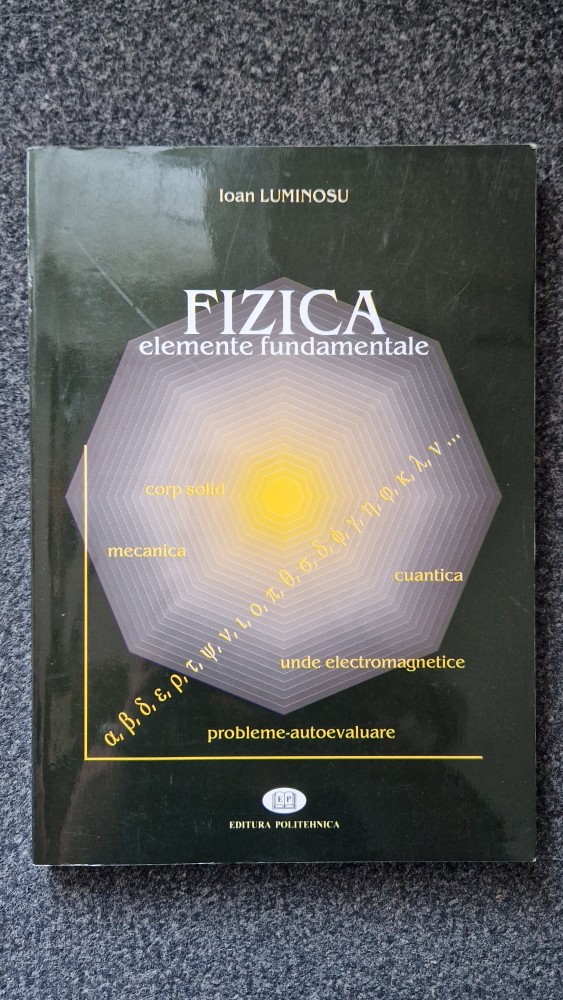 Ioan LUMINOSU
FIZICA
elemente fundamentale
corp solid
mecanica
cuantica
α, β, δ, ε, ρ, τ, ψ, ν, ι, ο, π, θ, σ, δ, φ, γ, η, φ, κ, λ, ν ...
unde electromagnetice
probleme-autoevaluare
E P
EDITURA POLITEHNICA